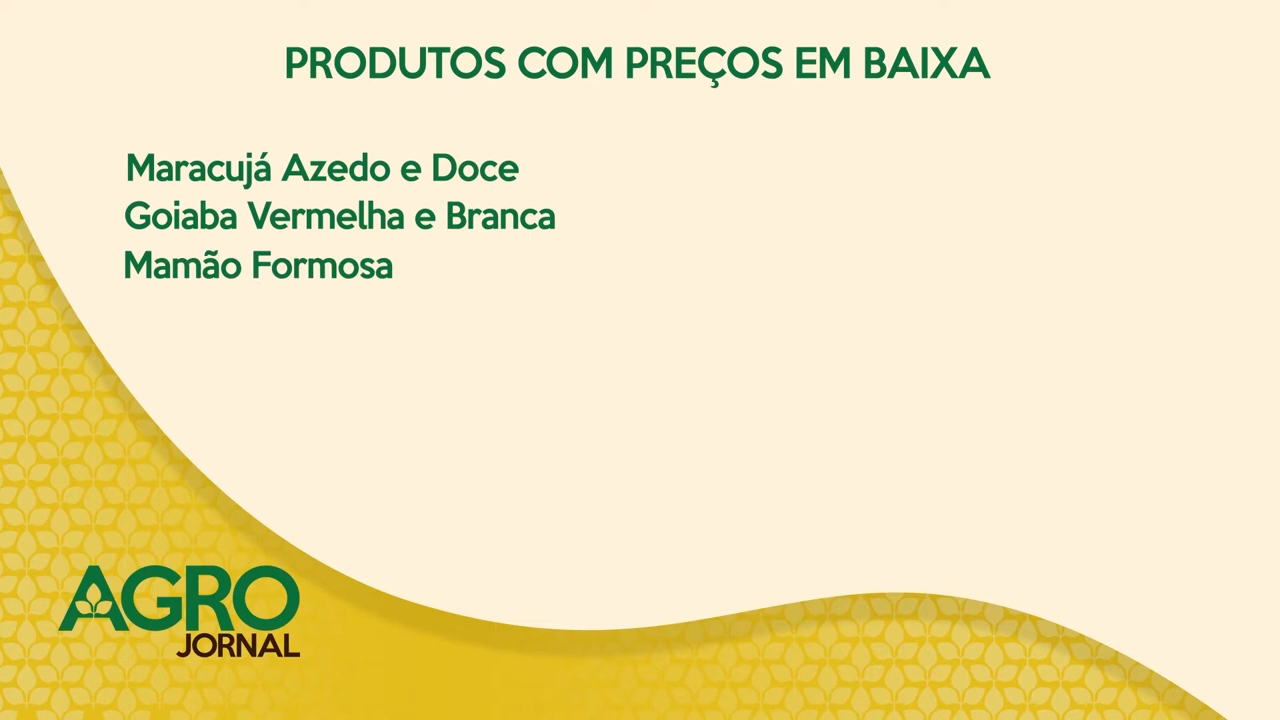 PRODUTOS COM PREÇOS EM BAIXA
Maracujá Azedo e Doce
Goiaba Vermelha e Branca
Mamão Formosa
AGRO
JORNAL